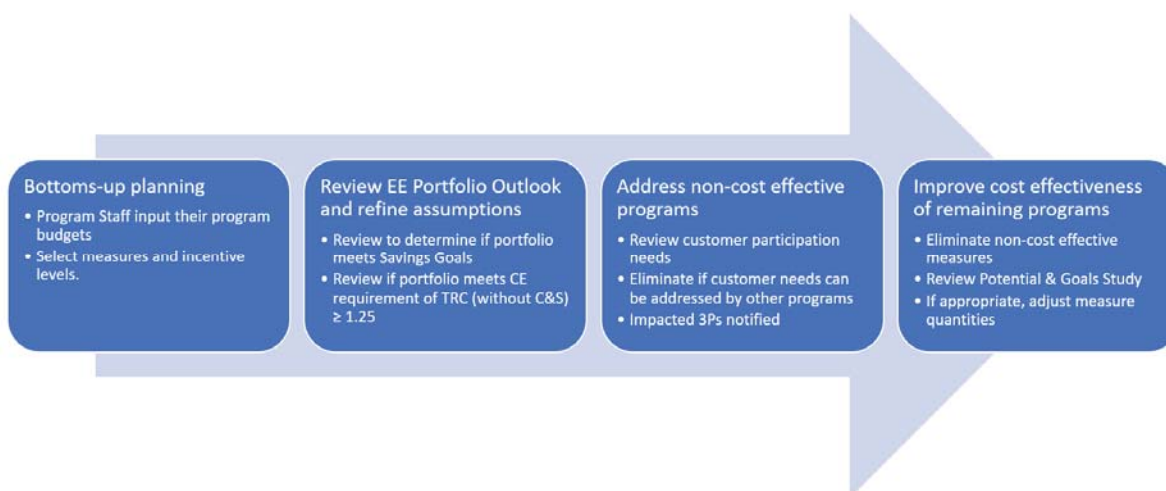 Bottoms-up planning
• Program Staff input their program
budgets
• Select measures and incentive
levels.
Review EE Portfolio Outlook
and refine assumptions
• Review to determine if portfolio
meets Savings Goals
• Review if portfolio meets CE
requirement of TRC (without C&S)
≥ 1.25
Address non-cost effective
programs
• Review customer participation
needs
• Eliminate if customer needs can
be addressed by other programs
• Impacted 3Ps notified
Improve cost effectiveness
of remaining programs
• Eliminate non-cost effective
measures
• Review Potential & Goals Study
• If appropriate, adjust measure
quantities